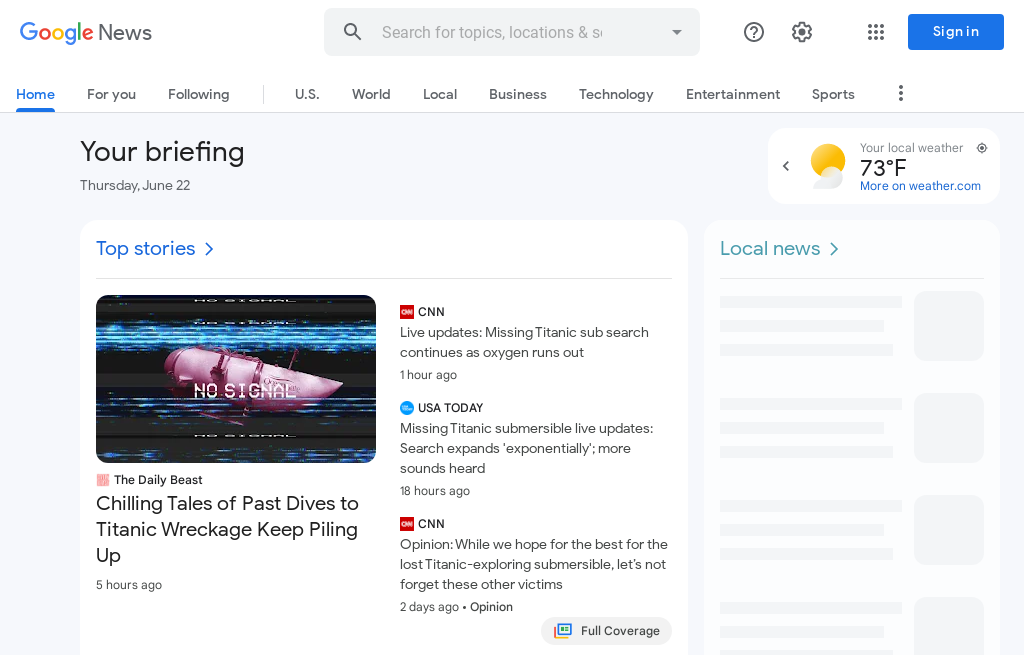 Google News
Search for topics, locations & so
Sign in
Home
For you
Following
U.S.
World
Local
Business
Technology
Entertainment
Sports
Your briefing
Thursday, June 22
Your local weather
73°F
More on weather.com
Top stories
NO SIGNAL
NO SIGNAL
NO SIGNAL
NO SIGNAL
The Daily Beast
Chilling Tales of Past Dives to
Titanic Wreckage Keep Piling
Up
5 hours ago
CNN
CNN
Live updates: Missing Titanic sub search
continues as oxygen runs out
1 hour ago
USA TODAY
Missing Titanic submersible live updates:
Search expands 'exponentially'; more
sounds heard
18 hours ago
CNN
CNN
Opinion: While we hope for the best for the
lost Titanic-exploring submersible, let's not
forget these other victims
2 days ago • Opinion
Full Coverage
Local news